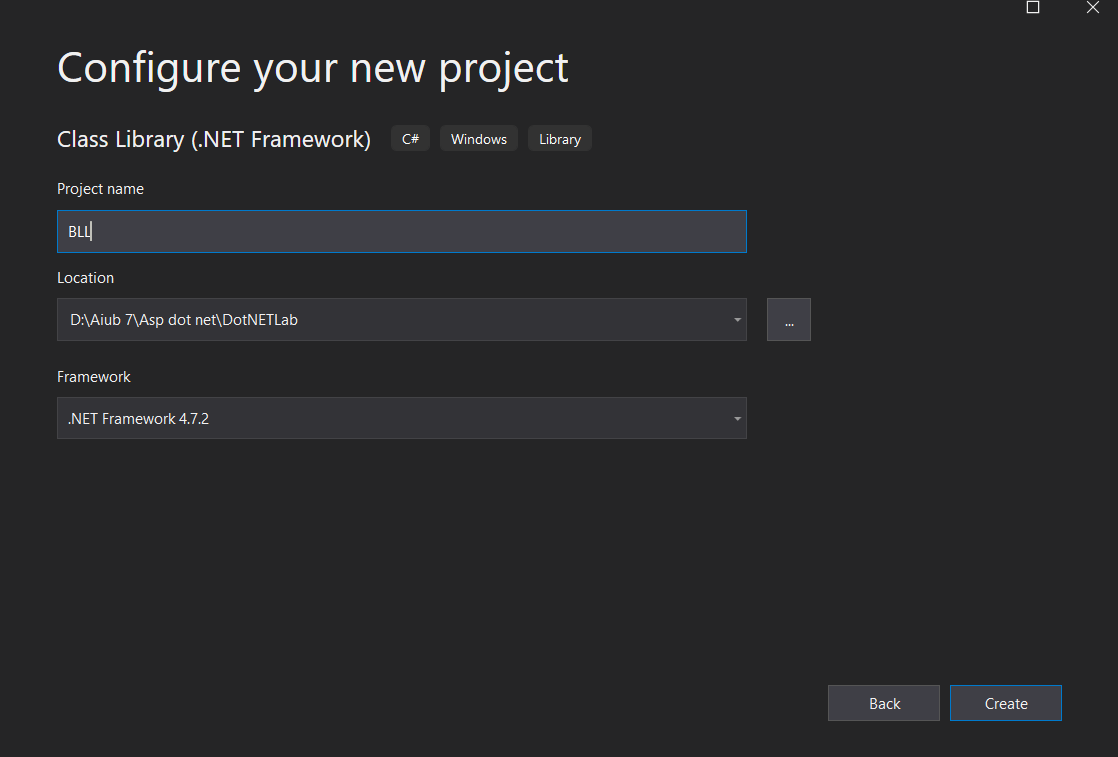 Configure your new project
Class Library (.NET Framework) C# Windows Library
Project name
BLL
Location
D:\Aiub 7\Asp dot net\DotNETLab
...
Framework
.NET Framework 4.7.2
Back Create